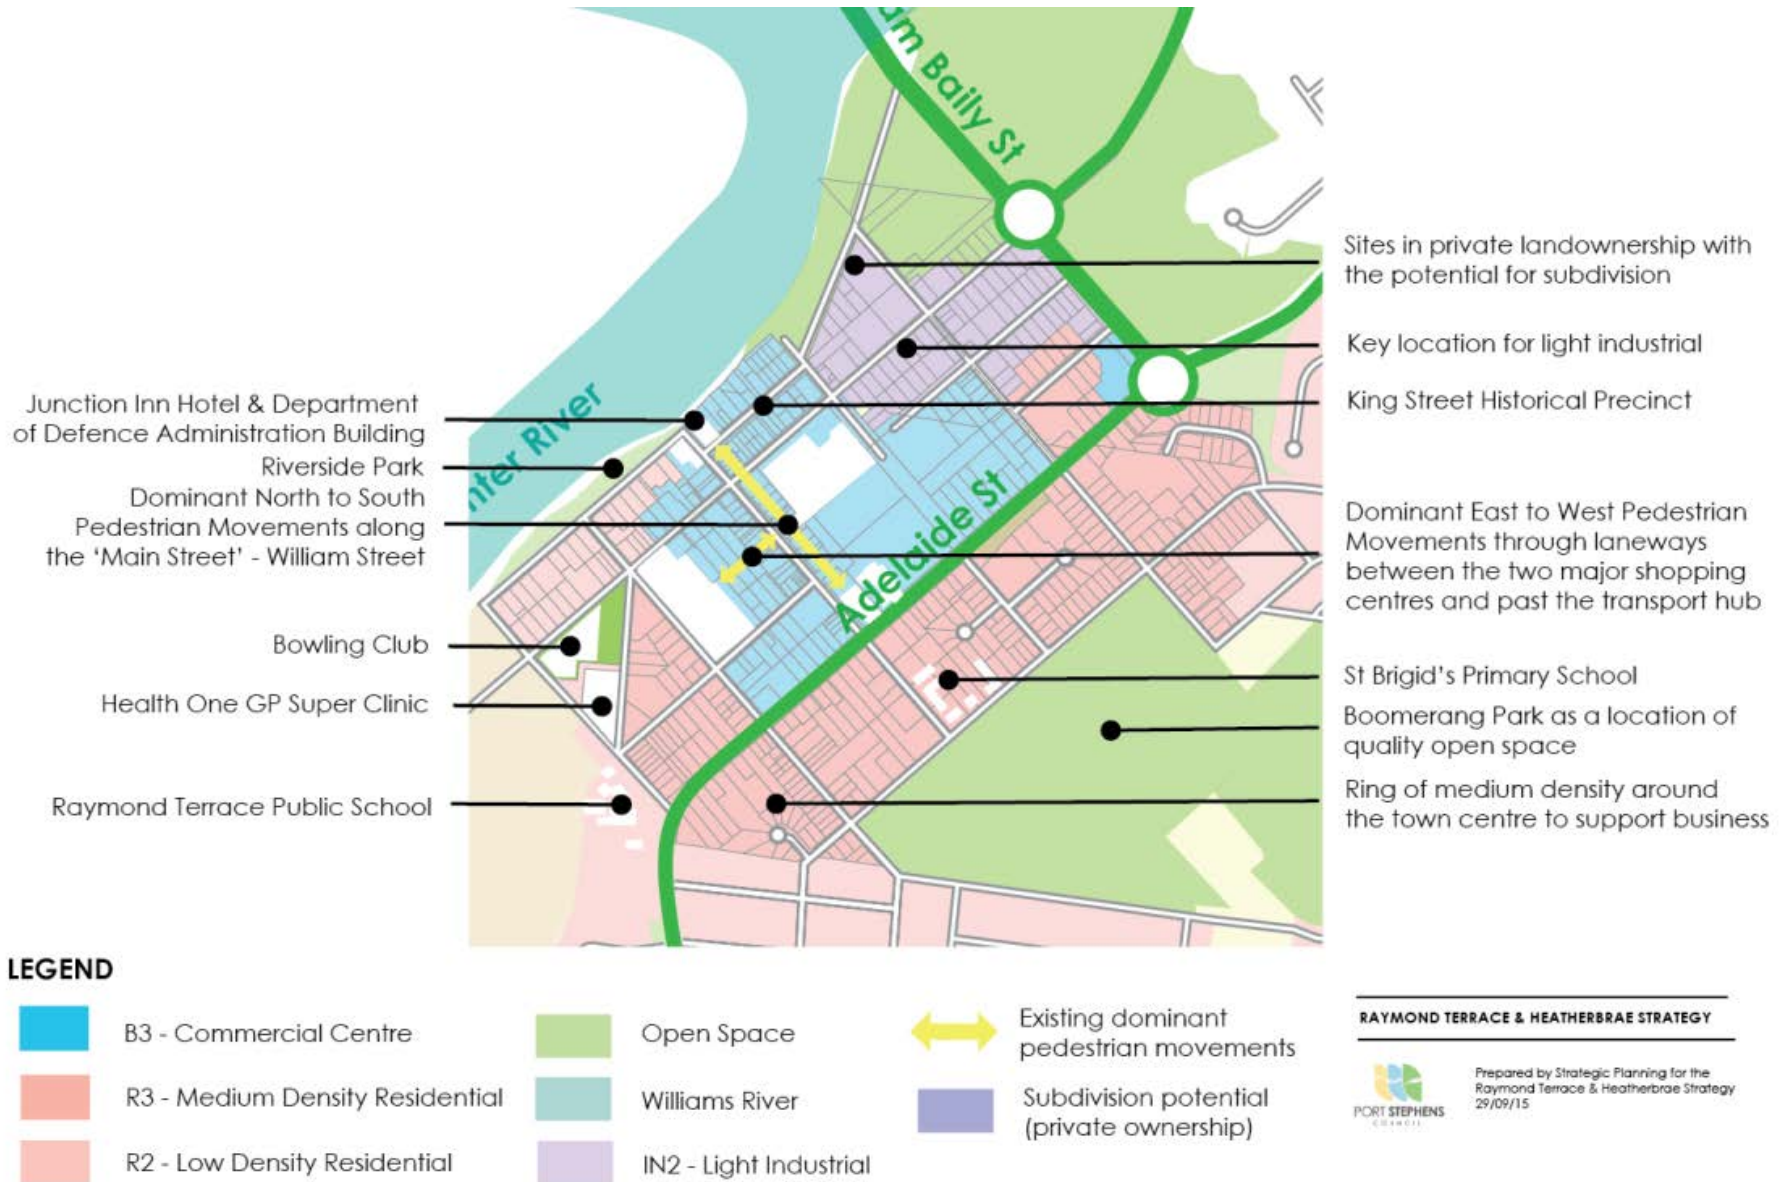 am Baily St
Sites in private landownership with
the potential for subdivision
Key location for light industrial
King Street Historical Precinct
Junction Inn Hotel & Department
of Defence Administration Building
Riverside Park
Dominant North to South
Pedestrian Movements along
the 'Main Street' - William Street
nter River
Adelaide St
Dominant East to West Pedestrian
Movements through laneways
between the two major shopping
centres and past the transport hub
Bowling Club
Health One GP Super Clinic
Raymond Terrace Public School
St Brigid's Primary School
Boomerang Park as a location of
quality open space
Ring of medium density around
the town centre to support business
LEGEND
B3 - Commercial Centre
R3 - Medium Density Residential
R2 - Low Density Residential
Open Space
Williams River
IN2 - Light Industrial
Existing dominant
pedestrian movements
Subdivision potential
(private ownership)
RAYMOND TERRACE & HEATHERBRAE STRATEGY
PORT STEPHENS
COUNCIL
Prepared by Strategic Planning for the
Raymond Terrace & Heatherbrae Strategy
29/09/15